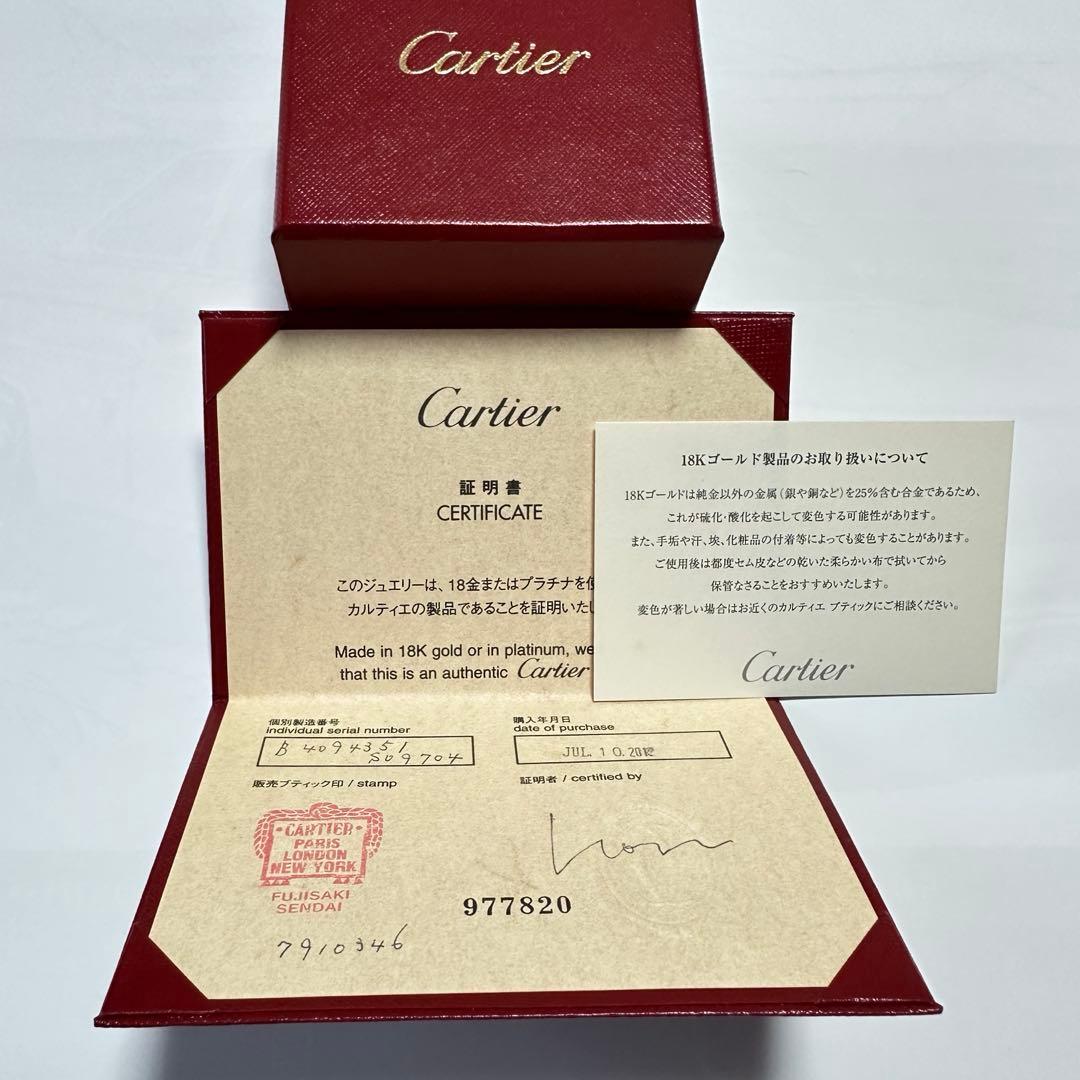 Cartier
Cartier
証明書
CERTIFICATE
このジュエリーは、18金またはプラチナを
カルティエの製品であることを証明いたし
Made in 18K gold or in platinum, we
that this is an authentic Cartier
18Kゴールド製品のお取り扱いについて
18Kゴールドは純金以外の金属（銀や銅など）を25%含む合金であるため、
これが硫化・酸化を起こして変色する可能性があります。
また、手垢や汗、埃、化粧品の付着等によっても変色することがあります。
ご使用後は都度セム皮などの乾いた柔らかい布で拭いてから
保管なさることをおすすめいたします。
変色が著しい場合はお近くのカルティエ ブティックにご相談ください。
Cartier
個別製造番号
individual serial number
B 4094351
S09704
購入年月日
date of purchase
JUL. 10. 2012
販売ブティック印 / stamp
証明者 / certified by
CARTIER
PARIS
LONDON
NEW YORK
FUJISAKI
SENDAI
7910346
977820